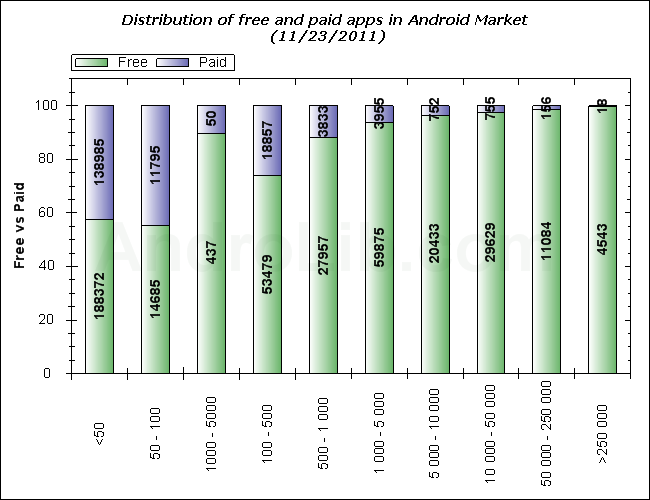 Distribution of free and paid apps in Android Market
(11/23/2011)
Free Paid
Free vs Paid
100
80
60
40
20
0
138985 11795 50 18857 3833 3955 752 755 156 18
188372 14685 437 53479 27957 59875 20433 29629 11084 4543
<50
50 - 100
1000 - 5000
100 - 500
500 - 1 000
1 000 - 5 000
5 000 - 10 000
10 000 - 50 000
50 000 - 250 000
>250 000